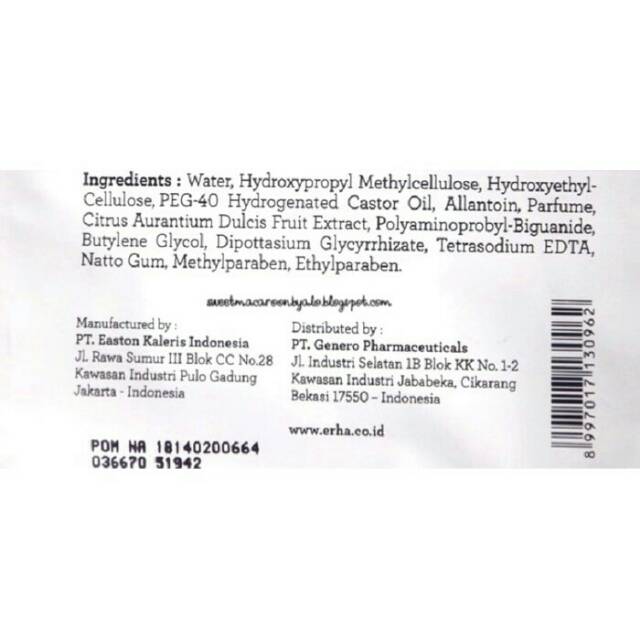 Ingredients : Water, Hydroxypropyl Methylcellulose, Hydroxyethyl-
Cellulose, PEG-40 Hydrogenated Castor Oil, Allantoin, Parfume,
Citrus Aurantium Dulcis Fruit Extract, Polyaminoprobyl-Biguanide,
Butylene Glycol, Dipottasium Glycyrrhizate, Tetrasodium EDTA,
Natto Gum, Methylparaben, Ethylparaben.
sweetmacaroonbyalo.blogspot.com
Manufactured by :
PT. Easton Kaleris Indonesia
Jl. Rawa Sumur III Blok CC No.28
Kawasan Industri Pulo Gadung
Jakarta - Indonesia
Distributed by :
PT. Genero Pharmaceuticals
Jl. Industri Selatan 1B Blok KK No. 1-2
Kawasan Industri Jababeka, Cikarang
Bekasi 17550 - Indonesia
www.erha.co.id
POM NA 18140200664
036670 51942
8 997017 130962